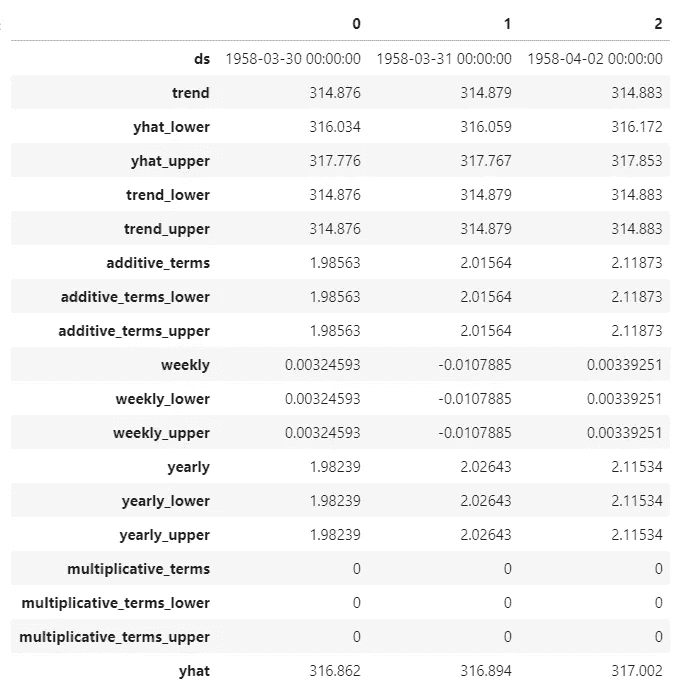 0 1 2
ds 1958-03-30 00:00:00 1958-03-31 00:00:00 1958-04-02 00:00:00
trend 314.876 314.879 314.883
yhat_lower 316.034 316.059 316.172
yhat_upper 317.776 317.767 317.853
trend_lower 314.876 314.879 314.883
trend_upper 314.876 314.879 314.883
additive_terms 1.98563 2.01564 2.11873
additive_terms_lower 1.98563 2.01564 2.11873
additive_terms_upper 1.98563 2.01564 2.11873
weekly 0.00324593 -0.0107885 0.00339251
weekly_lower 0.00324593 -0.0107885 0.00339251
weekly_upper 0.00324593 -0.0107885 0.00339251
yearly 1.98239 2.02643 2.11534
yearly_lower 1.98239 2.02643 2.11534
yearly_upper 1.98239 2.02643 2.11534
multiplicative_terms 0 0 0
multiplicative_terms_lower 0 0 0
multiplicative_terms_upper 0 0 0
yhat 316.862 316.894 317.002